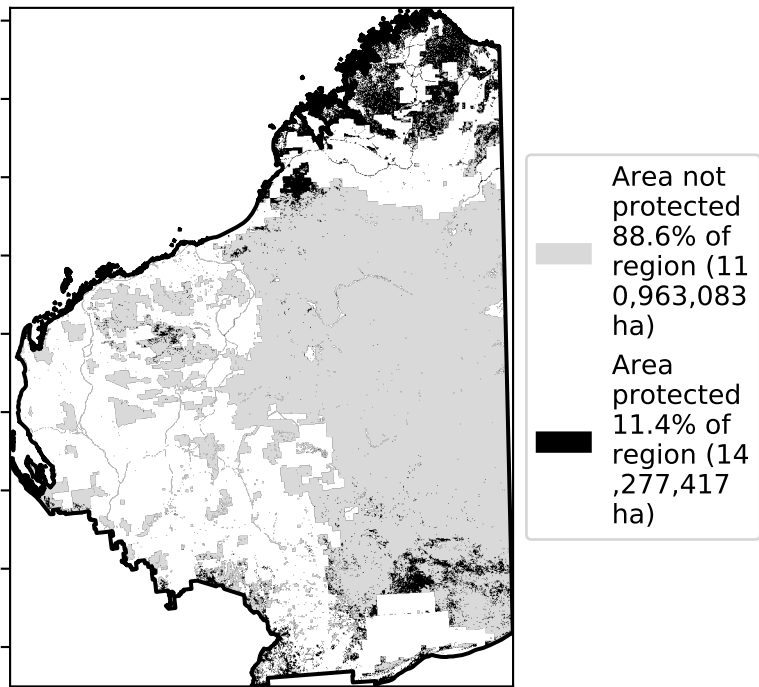 Area not
protected
88.6% of
region (11
0,963,083
ha)
Area
protected
11.4% of
region (14
,277,417
ha)